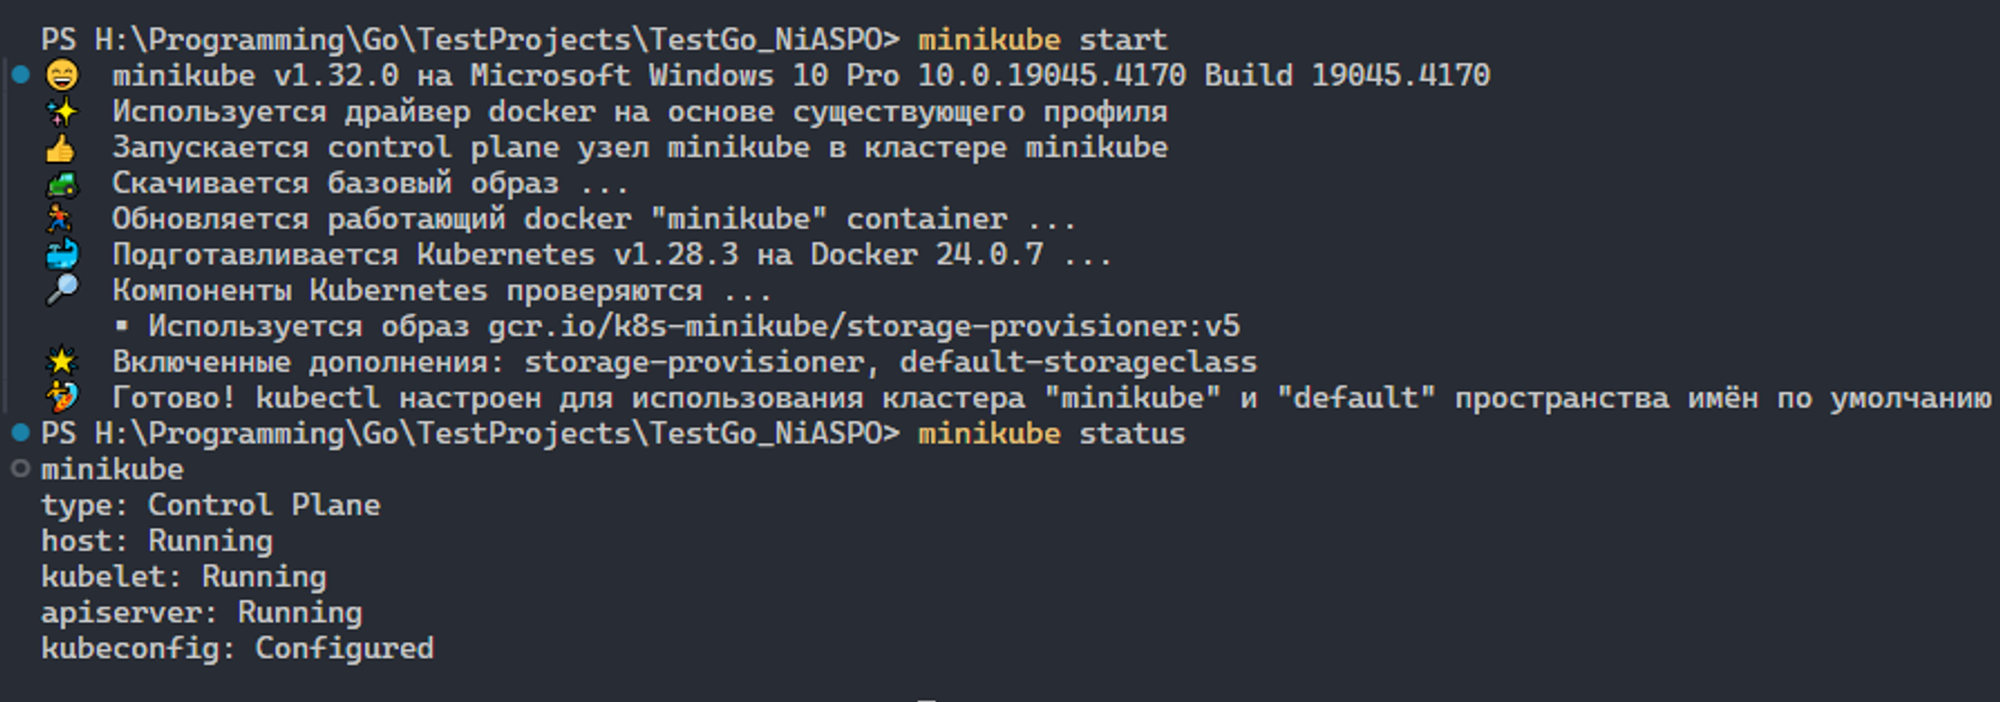 PS H:\Programming\Go\TestProjects\TestGo_NiASPO> minikube start
minikube v1.32.0 на Microsoft Windows 10 Pro 10.0.19045.4170 Build 19045.4170
Используется драйвер docker на основе существующего профиля
Запускается control plane узел minikube в кластере minikube
Скачивается базовый образ ...
Обновляется работающий docker "minikube" container ...
Подготавливается Kubernetes v1.28.3 на Docker 24.0.7 ...
Компоненты Kubernetes проверяются ...
▪ Используется образ gcr.io/k8s-minikube/storage-provisioner:v5
Включенные дополнения: storage-provisioner, default-storageclass
Готово! kubectl настроен для использования кластера "minikube" и "default" пространства имён по умолчанию
PS H:\Programming\Go\TestProjects\TestGo_NiASPO> minikube status
minikube
type: Control Plane
host: Running
kubelet: Running
apiserver: Running
kubeconfig: Configured